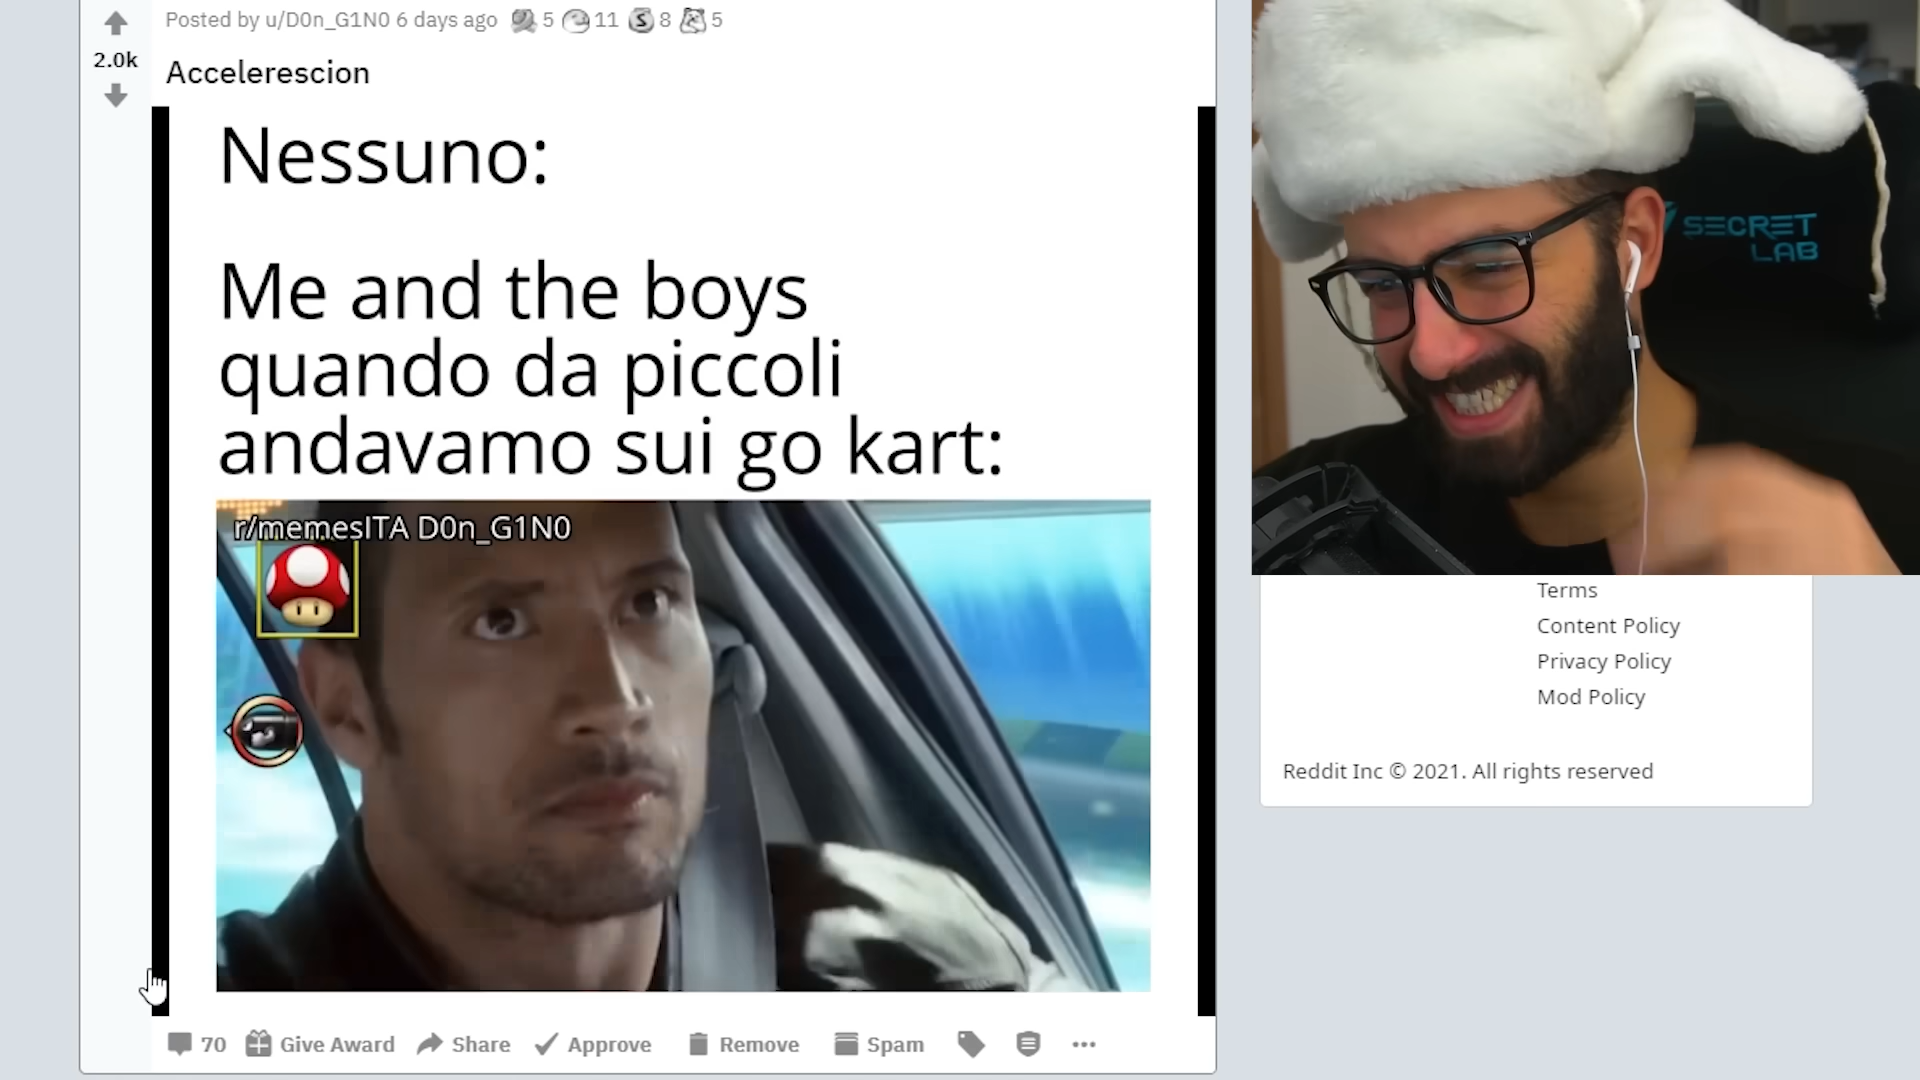 Posted by u/D0n_G1N0 6 days ago 5 11 8 5
2.0k
Accelerescion
Nessuno:
Me and the boys
quando da piccoli
andavamo sui go kart:
r/memesITA D0n_G1N0
70 Give Award Share Approve Remove Spam
SECRET
LAB
Terms
Content Policy
Privacy Policy
Mod Policy
Reddit Inc © 2021. All rights reserved